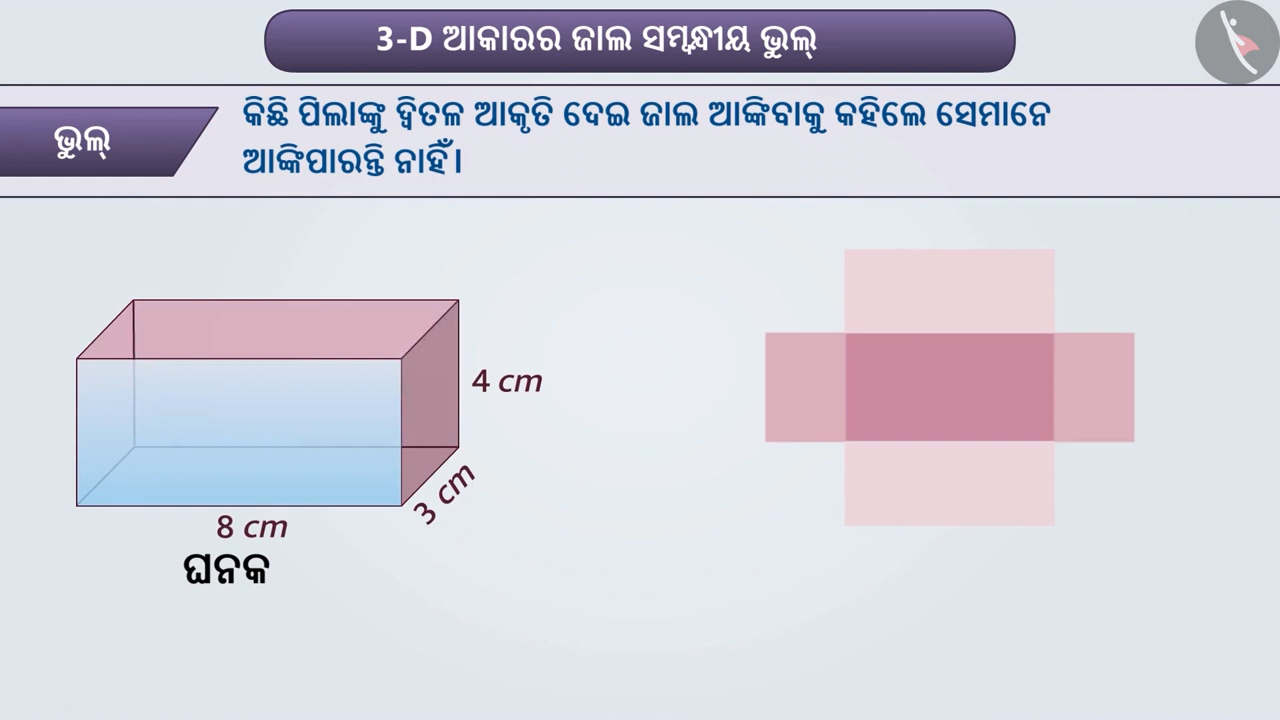 3-D ଆକାରର ଜାଲ ସମ୍ବନ୍ଧୀୟ ଭୁଲ୍
ଭୁଲ୍
କିଛି ପିଲାଙ୍କୁ ଦ୍ୱିତଳ ଆକୃତି ଦେଇ ଜାଲ ଆଙ୍କିବାକୁ କହିଲେ ସେମାନେ
ଆଙ୍କିପାରନ୍ତି ନାହିଁ।
4 cm
3 cm
8 cm
ଘନକ